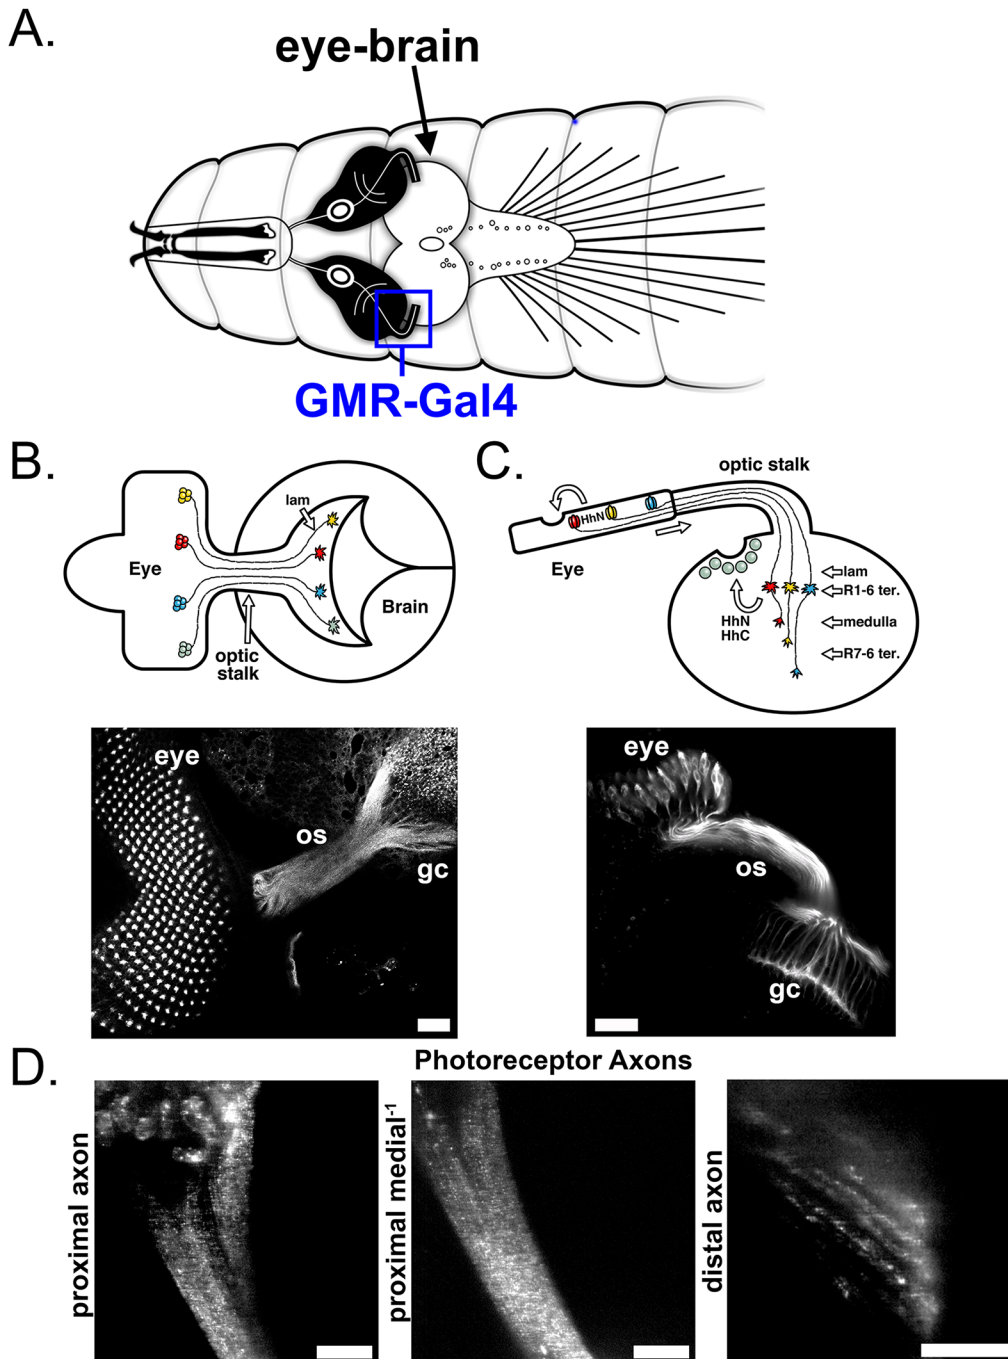 A.
eye-brain
GMR-Gal4
B.
lam
Eye
Brain
optic
stalk
C.
optic stalk
HhN
Eye
lam
R1-6 ter.
HhN
HhC
medulla
R7-6 ter.
eye
os
gc
eye
os
gc
D.
Photoreceptor Axons
proximal axon
proximal medial-1
distal axon